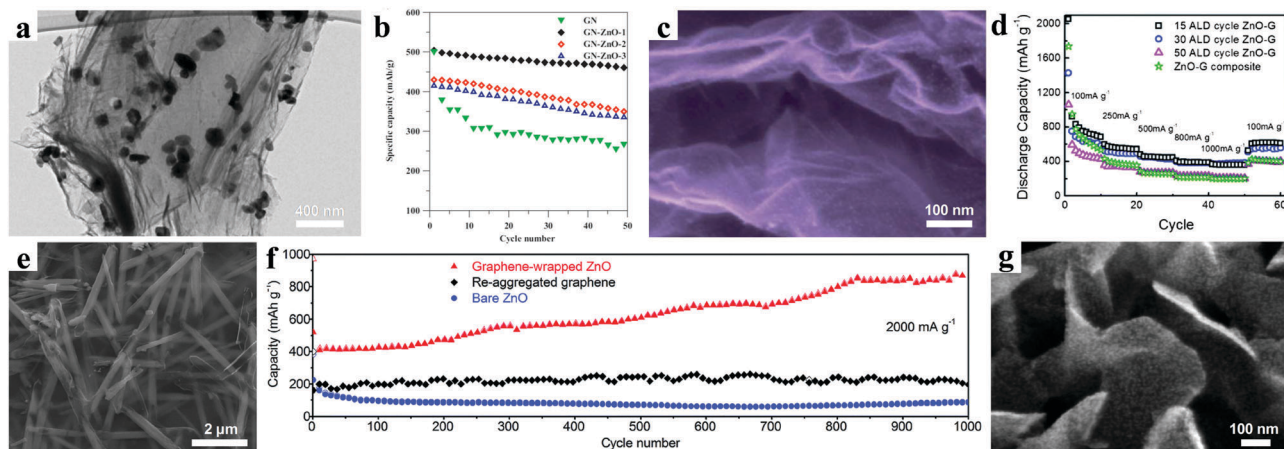 a
400 nm
b
600
500
400
300
200
100
Specific capacity (mAh/g)
GN
GN-ZnO-1
GN-ZnO-2
GN-ZnO-3
0 10 20 30 40 50
Cycle number
c
100 nm
d
2000
1600
1200
800
400
0
Discharge Capacity (mAh g⁻¹)
15 ALD cycle ZnO-G
30 ALD cycle ZnO-G
50 ALD cycle ZnO-G
ZnO-G composite
100mA g⁻¹
250mA g⁻¹
500mA g⁻¹
800mA g⁻¹
1000mA g⁻¹
100mA g⁻¹
0 10 20 30 40 50 60
Cycle
e
2 µm
f
1000
800
600
400
200
0
Capacity (mAh g⁻¹)
Graphene-wrapped ZnO
Re-aggregated graphene
Bare ZnO
2000 mA g⁻¹
0 100 200 300 400 500 600 700 800 900 1000
Cycle number
g
100 nm